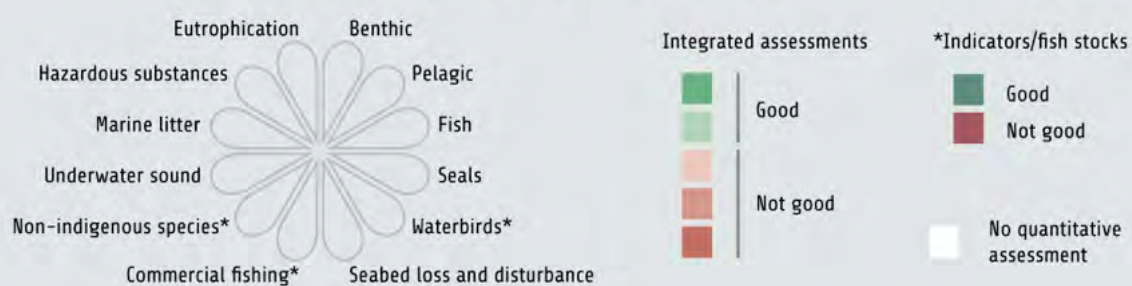 Eutrophication
Benthic
Hazardous substances
Pelagic
Marine litter
Fish
Underwater sound
Seals
Non-indigenous species*
Waterbirds*
Commercial fishing*
Seabed loss and disturbance
Integrated assessments
Good
Not good
*Indicators/fish stocks
Good
Not good
No quantitative
assessment